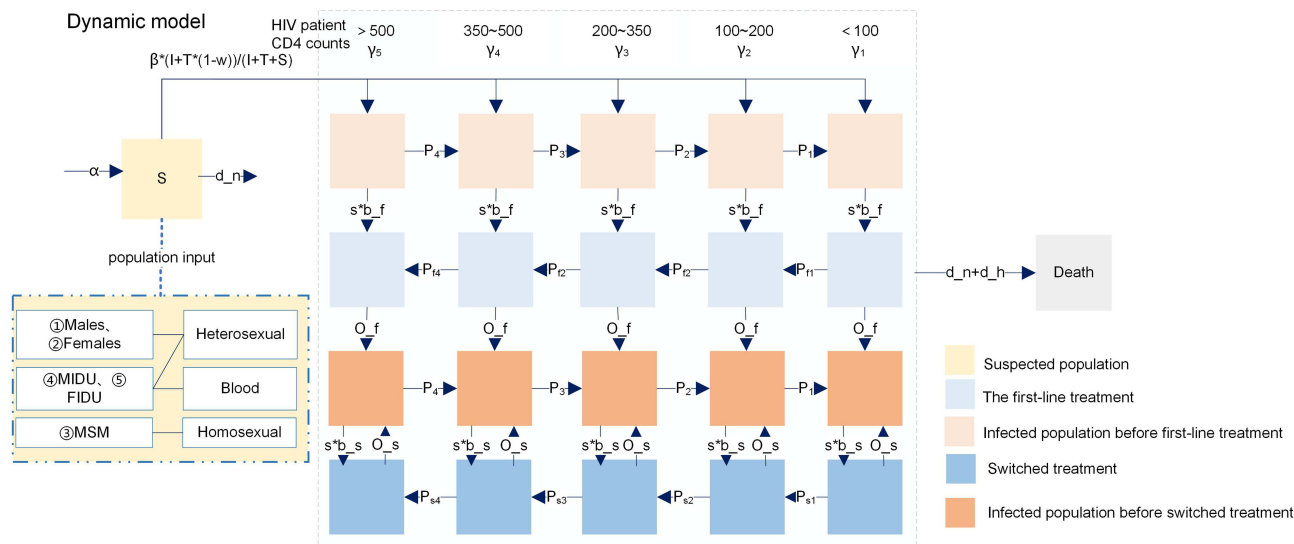 Dynamic model
HIV patient
CD4 counts
> 500
γ5
350~500
γ4
200~350
γ3
100~200
γ2
< 100
γ1
β*(I+T*(1-w))/(I+T+S)
α
S
d_n
P4
P3
P2
P1
s*b_f
s*b_f
s*b_f
s*b_f
s*b_f
population input
Pf4
Pf2
Pf2
Pf1
d_n+d_h
Death
①Males、
②Females
Heterosexual
④MIDU、⑤
FIDU
Blood
③MSM
Homosexual
O_f
O_f
O_f
O_f
O_f
P4
P3
P2
P1
s*b_s
O_s
s*b_s
O_s
s*b_s
O_s
s*b_s
O_s
s*b_s
O_s
Ps4
Ps3
Ps2
Ps1
Suspected population
The first-line treatment
Infected population before first-line treatment
Switched treatment
Infected population before switched treatment